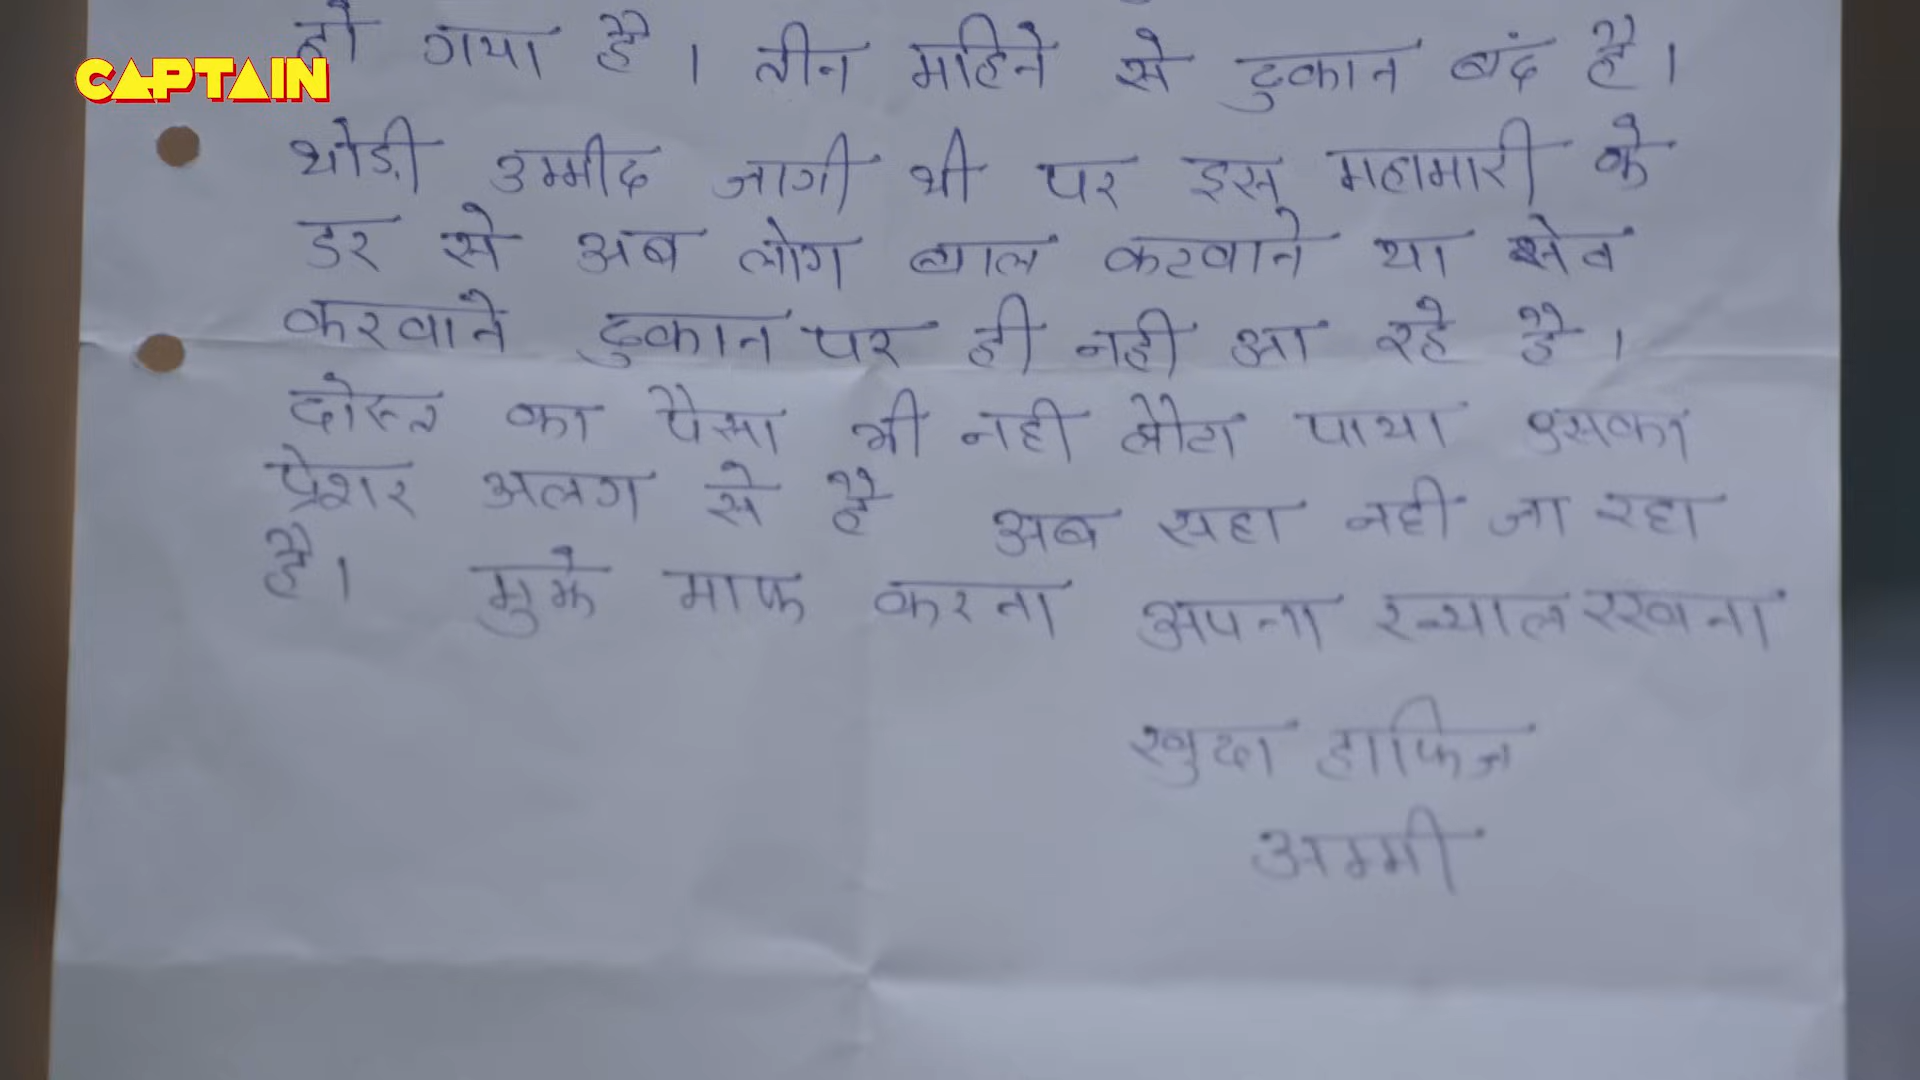 CAPTAIN
हो गया है । तीन महिने से दुकान बंद है ।
थोड़ी उम्मीद जागी थी पर इस महामारी के
डर से अब लोग बाल कटवाने या सेव
करवाने दुकान पर ही नही आ रहे है ।
दोस्त का पैसा भी नही लौटा पाया उसका
प्रेशर अलग से है अब सहा नही जा रहा
है । मुझे माफ करना अपना ख्याल रखना
खुदा हाफिज
अम्मी